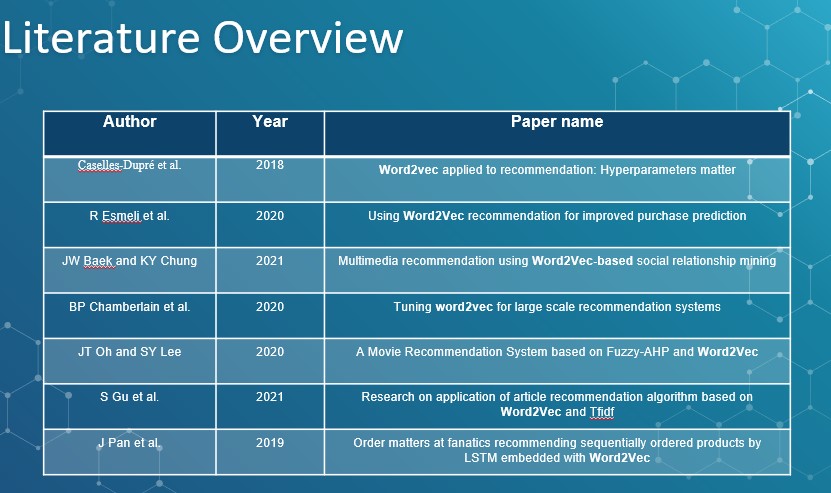 Literature Overview
Author Year Paper name
Caselles-Dupré et al. 2018 Word2vec applied to recommendation: Hyperparameters matter
R Esmeli et al. 2020 Using Word2Vec recommendation for improved purchase prediction
JW Baek and KY Chung 2021 Multimedia recommendation using Word2Vec-based social relationship mining
BP Chamberlain et al. 2020 Tuning word2vec for large scale recommendation systems
JT Oh and SY Lee 2020 A Movie Recommendation System based on Fuzzy-AHP and Word2Vec
S Gu et al. 2021 Research on application of article recommendation algorithm based on
Word2Vec and Tfidf
J Pan et al. 2019 Order matters at fanatics recommending sequentially ordered products by
LSTM embedded with Word2Vec